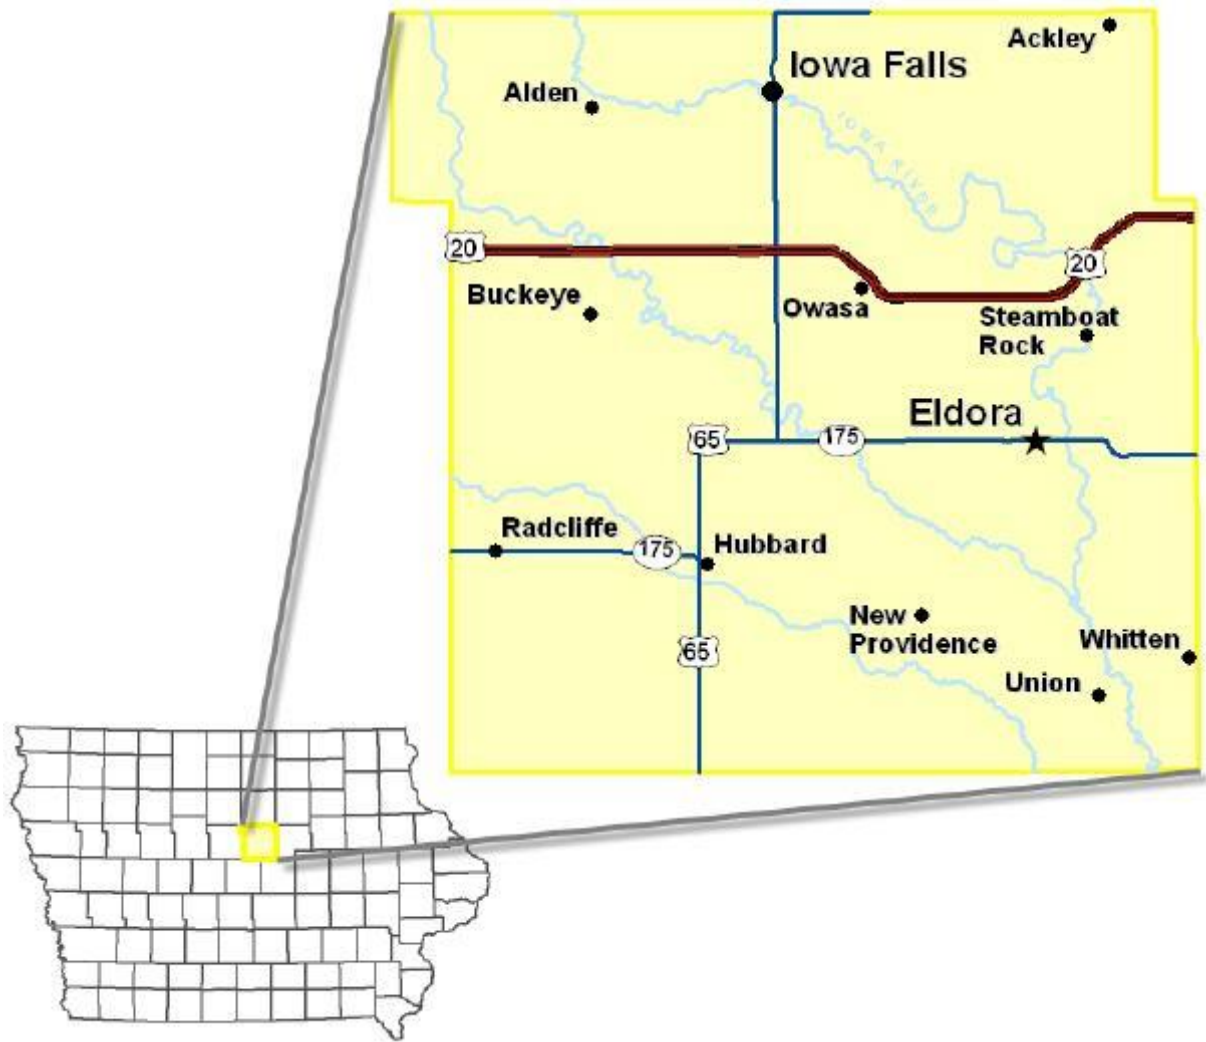 Ackley
Iowa Falls
Alden
IOWA RIVER
20
20
Buckeye
Owasa
Steamboat
Rock
Eldora
65
175
Radcliffe
175
Hubbard
New
Providence
65
Whitten
Union